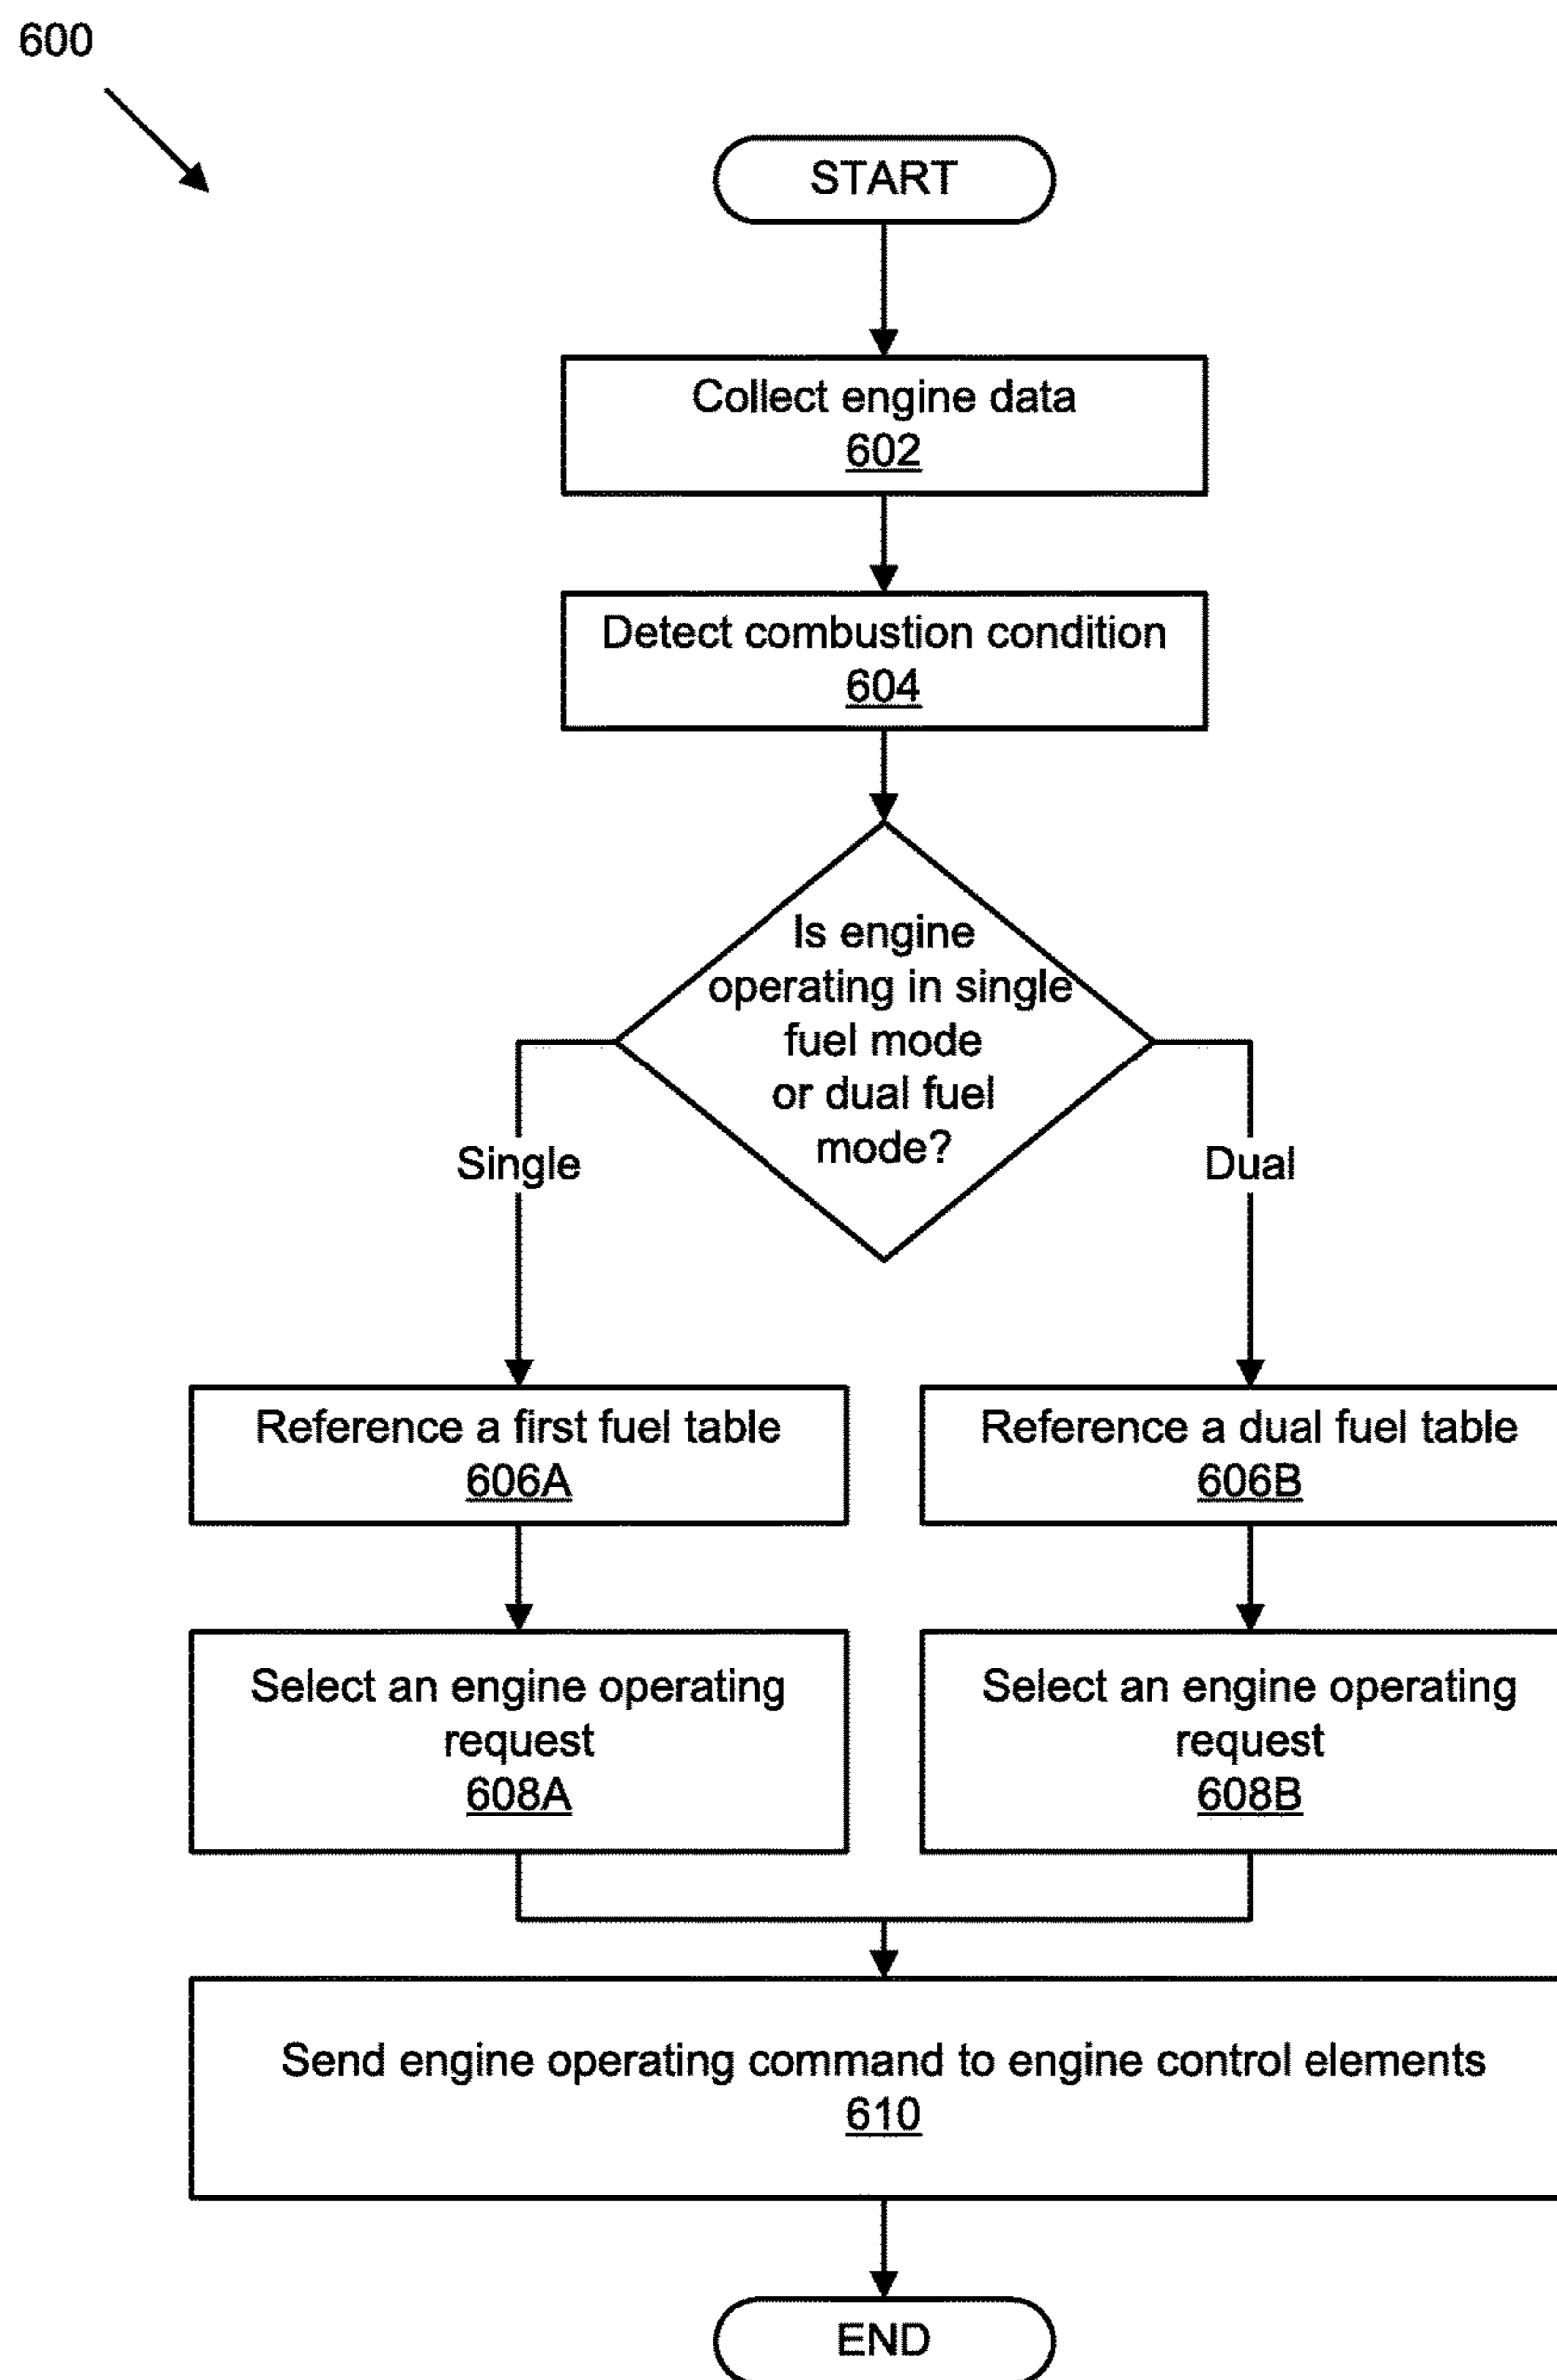 600
START
Collect engine data
602
Detect combustion condition
604
Is engine
operating in single
fuel mode
or dual fuel
mode?
Single
Dual
Reference a first fuel table
606A
Reference a dual fuel table
606B
Select an engine operating
request
608A
Select an engine operating
request
608B
Send engine operating command to engine control elements
610
END